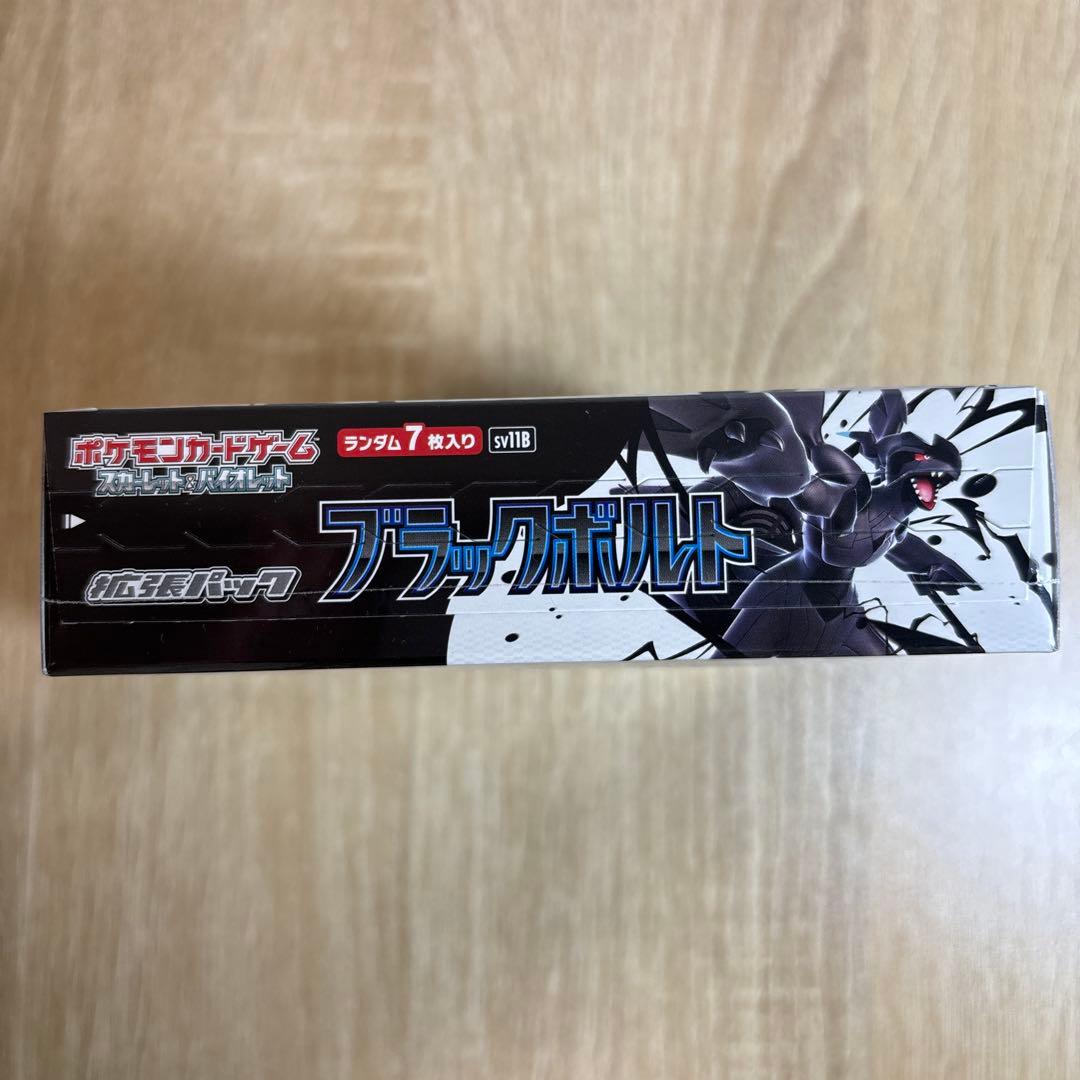 ポケモンカードゲーム
スカーレット&バイオレット
ランダム7枚入り
sv11B
拡張パック
ブラックボルト